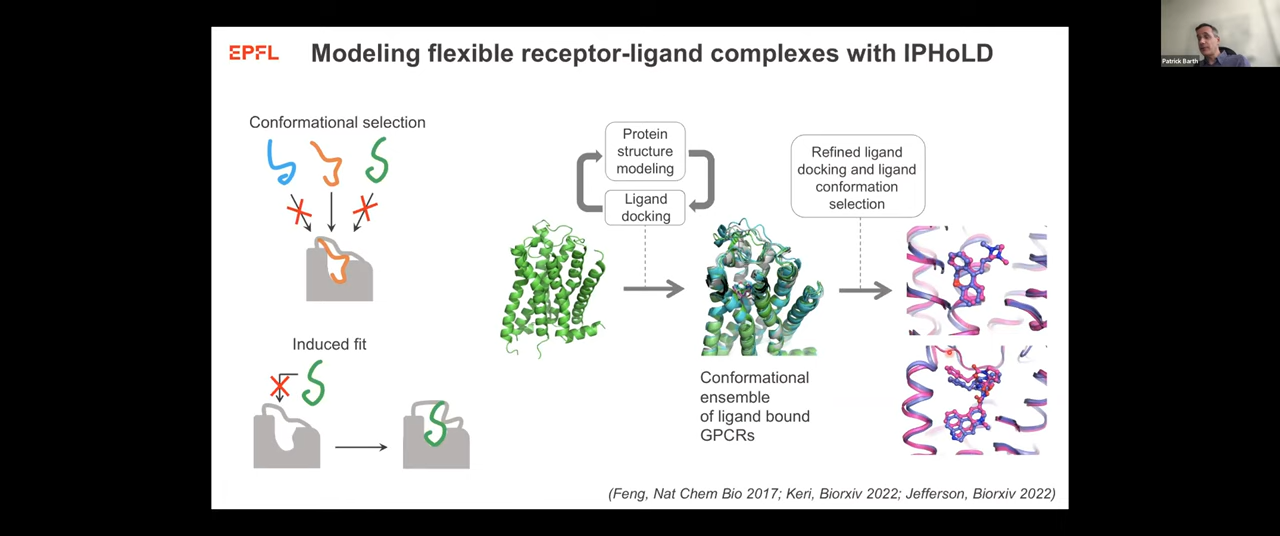 EPFL
Modeling flexible receptor-ligand complexes with IPHoLD
Patrick Barth
Conformational selection
Protein
structure
modeling
Ligand
docking
Refined ligand
docking and ligand
conformation
selection
Induced fit
Conformational
ensemble
of ligand bound
GPCRs
(Feng, Nat Chem Bio 2017; Keri, Biorxiv 2022; Jefferson, Biorxiv 2022)